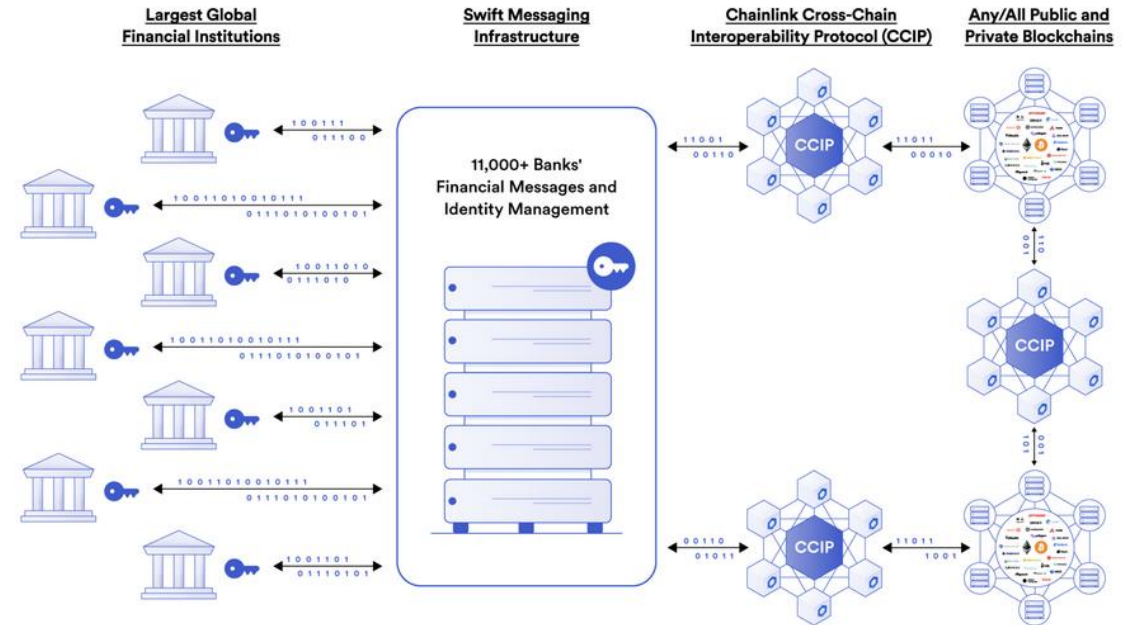 Largest Global
Financial Institutions
Swift Messaging
Infrastructure
Chainlink Cross-Chain
Interoperability Protocol (CCIP)
Any/All Public and
Private Blockchains
11,000+ Banks'
Financial Messages and
Identity Management
100111
011100
10011010010111
0111010100101
10011010
0111010
10011010010111
0111010100101
1001101
011101
10011010010111
0111010100101
1001101
01110101
11001
00110
CCIP
11011
00010
110
001
CCIP
001
101
00110
01011
CCIP
11011
1001